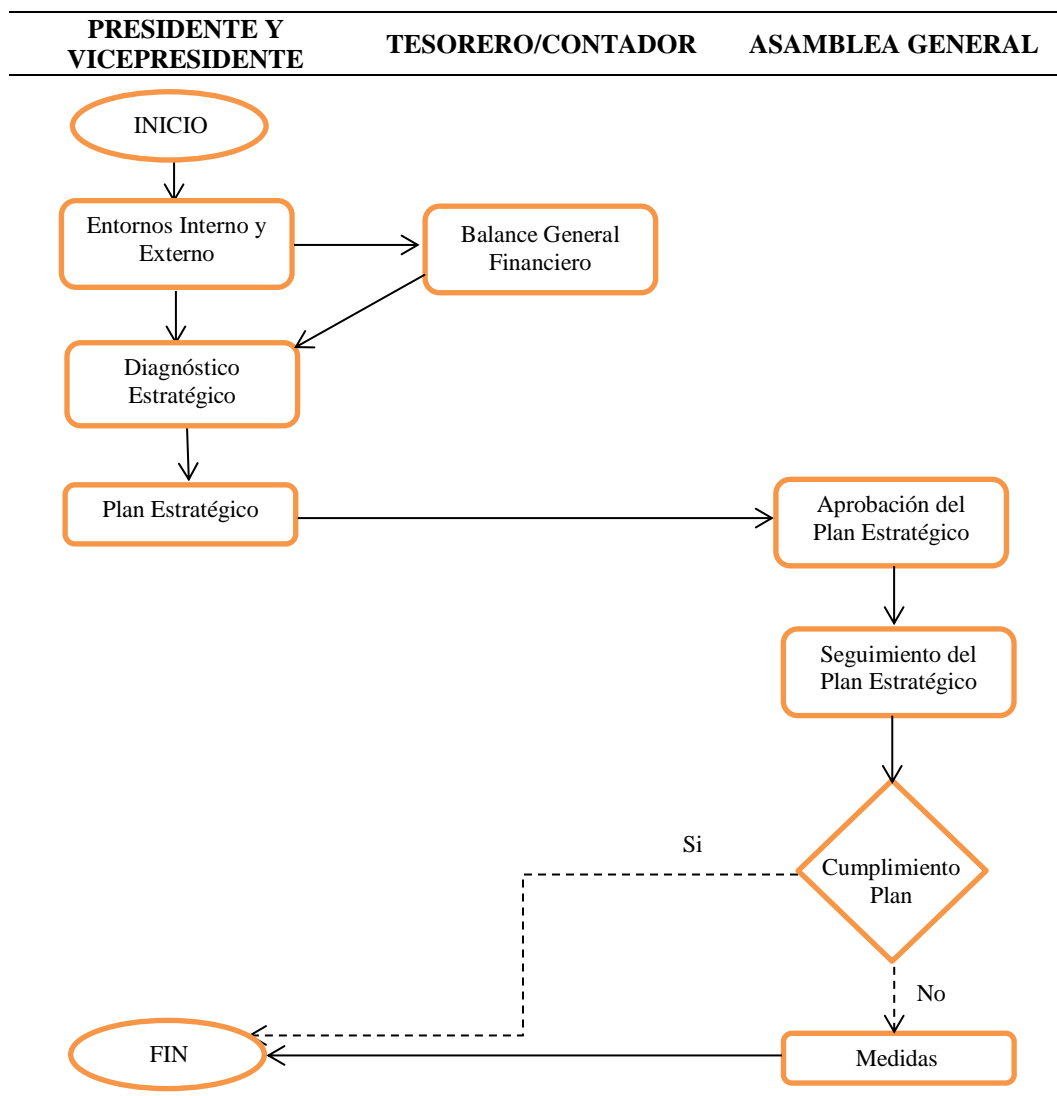 PRESIDENTE Y
VICEPRESIDENTE
TESORERO/CONTADOR
ASAMBLEA GENERAL
INICIO
Entornos Interno y
Externo
Balance General
Financiero
Diagnóstico
Estratégico
Plan Estratégico
Aprobación del
Plan Estratégico
Seguimiento del
Plan Estratégico
Si
Cumplimiento
Plan
No
FIN
Medidas